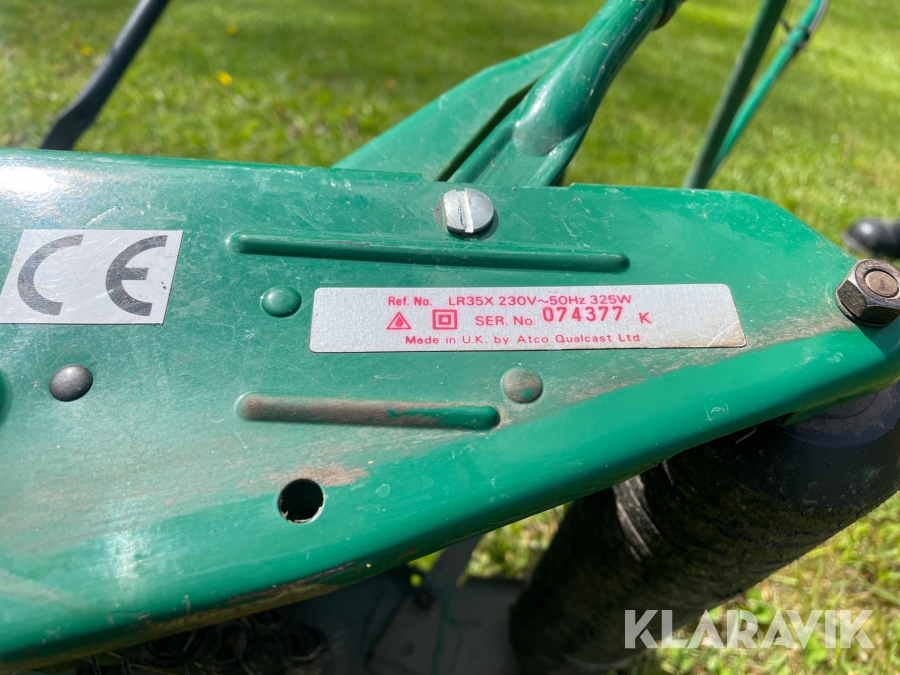 CE
Ref. No. LR35X 230V~50Hz 325W
SER. No. 074377 K
Made in U.K. by Atco Qualcast Ltd
KLARAVIK